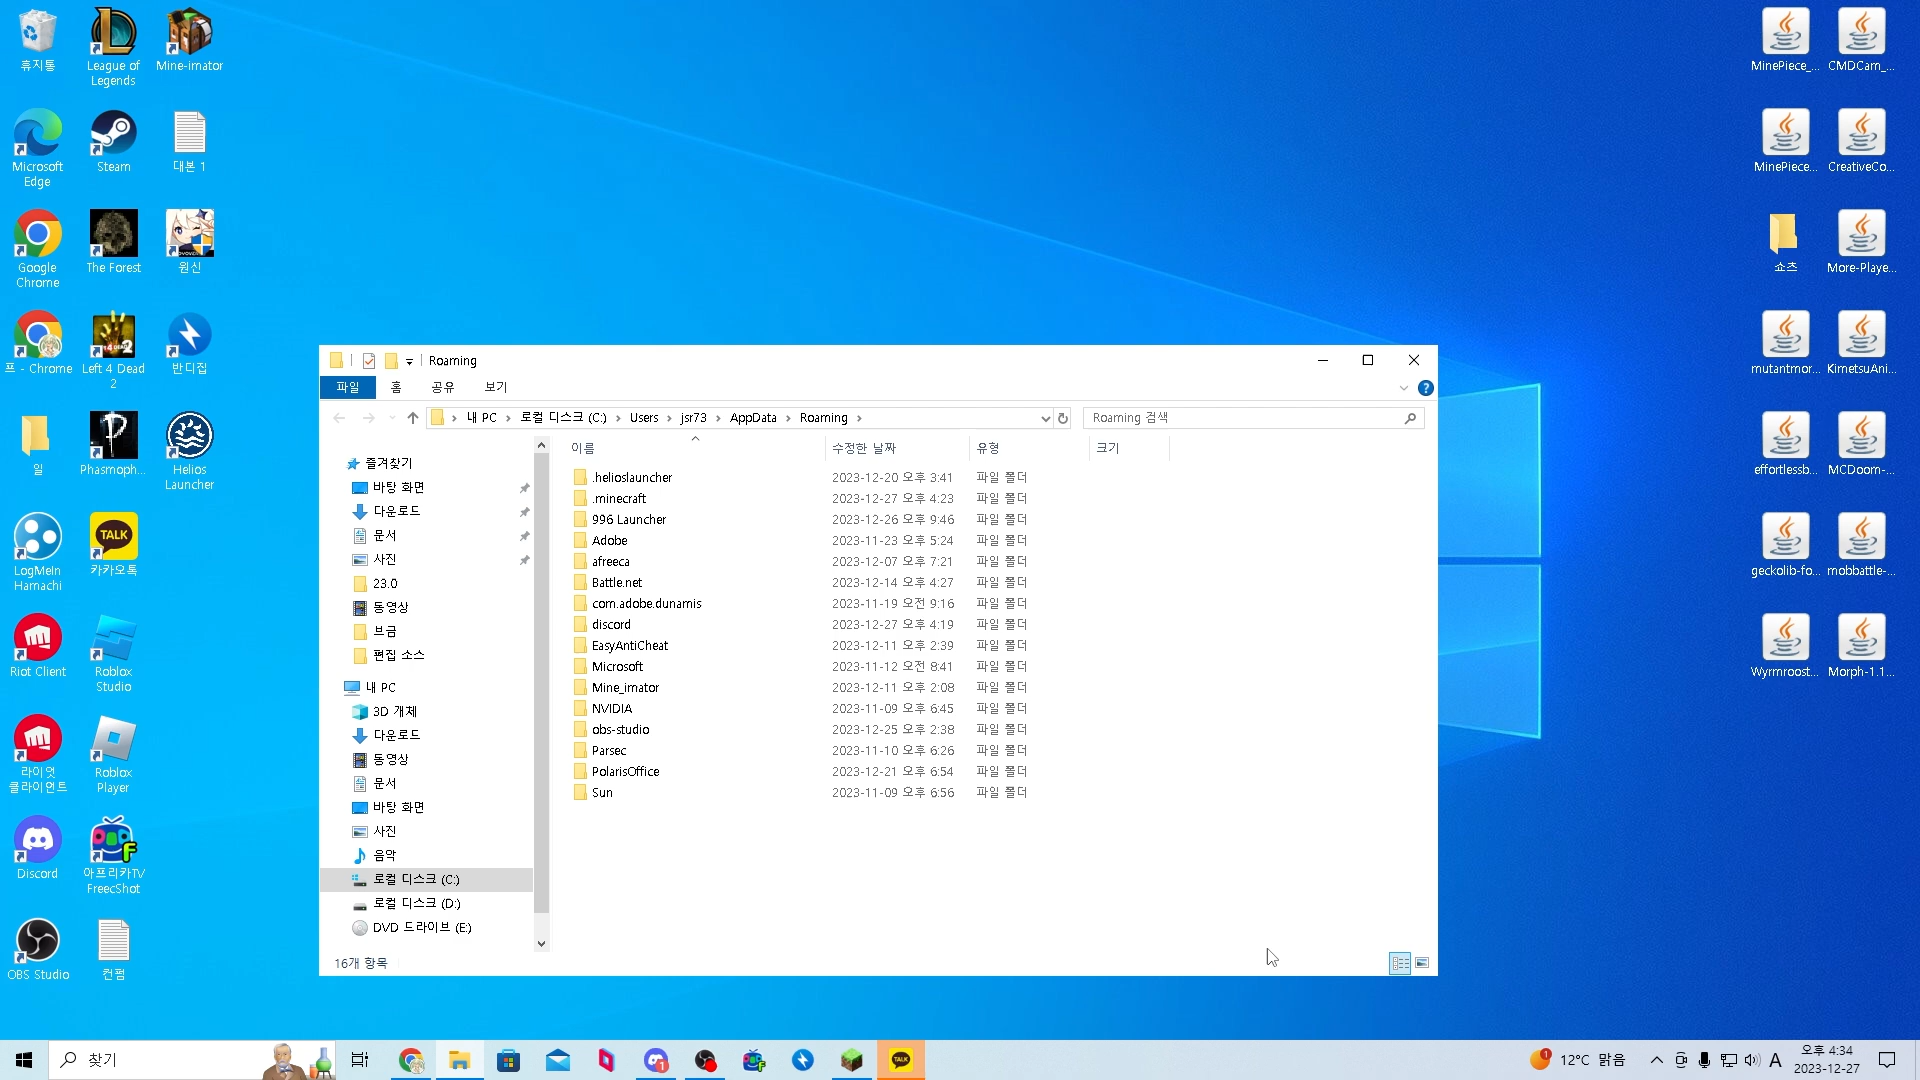 휴지통
League of
Legends
Mine-imator
Microsoft
Edge
Steam
대본 1
Google
Chrome
The Forest
원신
프 - Chrome
Left 4 Dead
2
반디집
일
Phasmoph...
Helios
Launcher
LogMeIn
Hamachi
TALK
카카오톡
Riot Client
Roblox
Studio
라이엇
클라이언트
Roblox
Player
Discord
아프리카TV
FreecShot
OBS Studio
컨펌
MinePiece_...
CMDCam_...
MinePiece...
CreativeCo...
쇼츠
More-Playe...
mutantmor...
KimetsuAni...
effortlessb...
MCDoom-...
geckolib-fo...
mobbattle-...
Wyrmroost...
Morph-1.1...
Roaming
파일
홈
공유
보기
내 PC
로컬 디스크 (C:)
Users
jsr73
AppData
Roaming
Roaming 검색
이름
수정한 날짜
유형
크기
즐겨찾기
바탕 화면
다운로드
문서
사진
23.0
동영상
브금
편집 소스
내 PC
3D 개체
다운로드
동영상
문서
바탕 화면
사진
음악
로컬 디스크 (C:)
로컬 디스크 (D:)
DVD 드라이브 (E:)
.helioslauncher 2023-12-20 오후 3:41 파일 폴더
.minecraft 2023-12-27 오후 4:23 파일 폴더
996 Launcher 2023-12-26 오후 9:46 파일 폴더
Adobe 2023-11-23 오후 5:24 파일 폴더
afreeca 2023-12-07 오후 7:21 파일 폴더
Battle.net 2023-12-14 오후 4:27 파일 폴더
com.adobe.dunamis 2023-11-19 오전 9:16 파일 폴더
discord 2023-12-27 오후 4:19 파일 폴더
EasyAntiCheat 2023-12-11 오후 2:39 파일 폴더
Microsoft 2023-11-12 오전 8:41 파일 폴더
Mine_imator 2023-12-11 오후 2:08 파일 폴더
NVIDIA 2023-11-09 오후 6:45 파일 폴더
obs-studio 2023-12-25 오후 2:38 파일 폴더
Parsec 2023-11-10 오후 6:26 파일 폴더
PolarisOffice 2023-12-21 오후 6:54 파일 폴더
Sun 2023-11-09 오후 6:56 파일 폴더
16개 항목
찾기
1
TALK
1
12°C 맑음
A
오후 4:34
2023-12-27